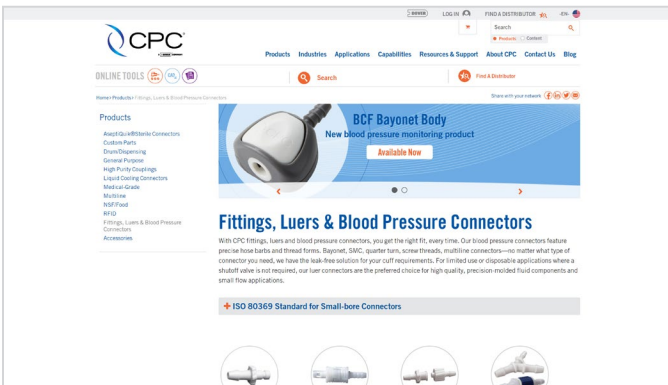 LOG IN
FIND A DISTRIBUTOR
-EN-
Search
Products
Content
CPC
Products Industries Applications Capabilities Resources & Support About CPC Contact Us Blog
ONLINE TOOLS
Search
Find A Distributor
Home› Products› Fittings, Luers & Blood Pressure Connectors
Share with your network
Products
AseptiQuik®Sterile Connectors
Custom Parts
Drum/Dispensing
General Purpose
High Purity Couplings
Liquid Cooling Connectors
Medical-Grade
Multiline
NSF/Food
RFID
Fittings, Luers & Blood Pressure
Connectors
Accessories
BCF Bayonet Body
New blood pressure monitoring product
Available Now
Fittings, Luers & Blood Pressure Connectors
With CPC fittings, luers and blood pressure connectors, you get the right fit, every time. Our blood pressure connectors feature
precise hose barbs and thread forms. Bayonet, SMC, quarter turn, screw threads, multiline connectors—no matter what type of
connector you need, we have the leak-free solution for your cuff requirements. For limited use or disposable applications where a
shutoff valve is not required, our luer connectors are the preferred choice for high quality, precision-molded fluid components and
small flow applications.
+ ISO 80369 Standard for Small-bore Connectors